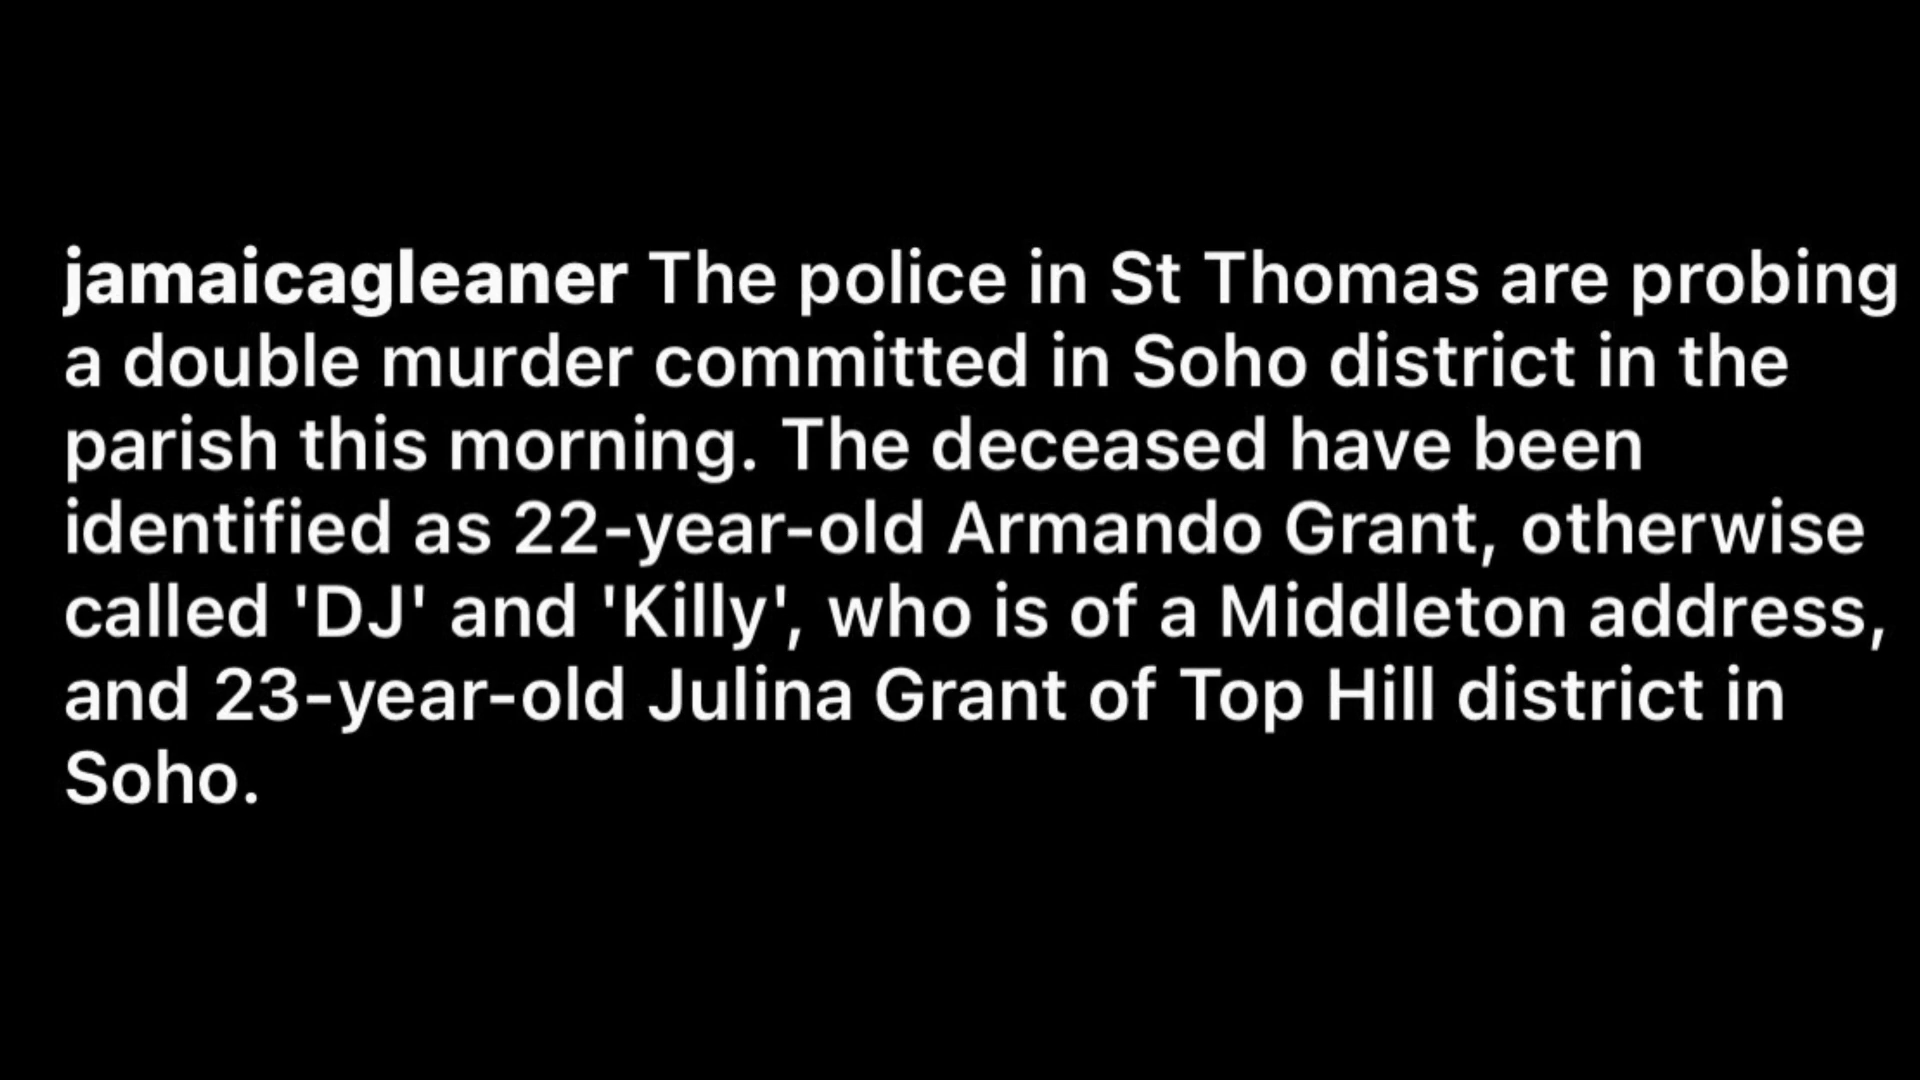 jamaicagleaner The police in St Thomas are probing
a double murder committed in Soho district in the
parish this morning. The deceased have been
identified as 22-year-old Armando Grant, otherwise
called 'DJ' and 'Killy', who is of a Middleton address,
and 23-year-old Julina Grant of Top Hill district in
Soho.